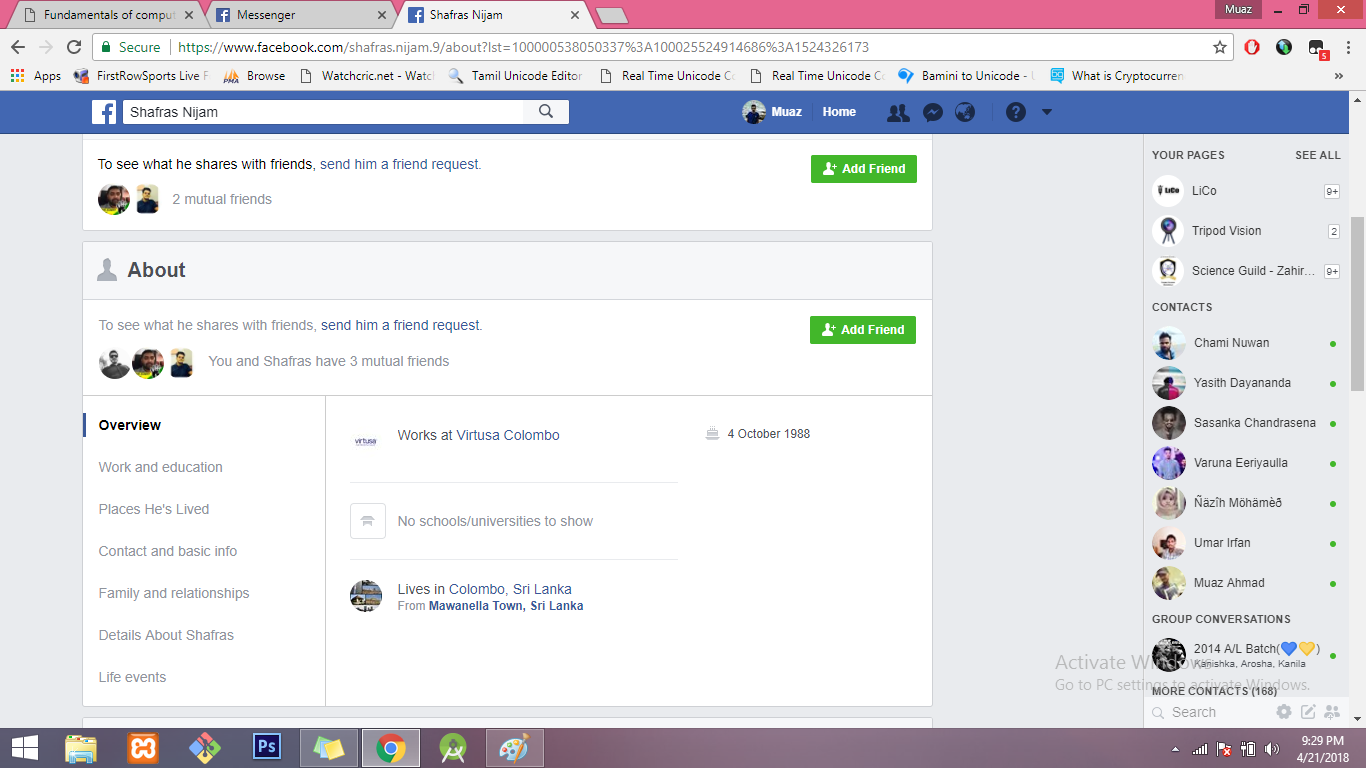 Fundamentals of comput
Messenger
Shafras Nijam
Muaz
Secure
https://www.facebook.com/shafras.nijam.9/about?lst=100000538050337%3A100025524914686%3A1524326173
5
Apps
FirstRowSports Live F
PMA
Browse
Watchcric.net - Watch
Tamil Unicode Editor
Real Time Unicode Co
Real Time Unicode Co
Bamini to Unicode - U
What is Cryptocurren
»
Shafras Nijam
Muaz
Home
To see what he shares with friends, send him a friend request.
Add Friend
2 mutual friends
About
To see what he shares with friends, send him a friend request.
Add Friend
You and Shafras have 3 mutual friends
Overview
Work and education
Places He's Lived
Contact and basic info
Family and relationships
Details About Shafras
Life events
virtusa
Works at Virtusa Colombo
4 October 1988
No schools/universities to show
Lives in Colombo, Sri Lanka
From Mawanella Town, Sri Lanka
YOUR PAGES SEE ALL
LiCo
LiCo 9+
Tripod Vision 2
Science Guild - Zahir... 9+
CONTACTS
Chami Nuwan
Yasith Dayananda
Sasanka Chandrasena
Varuna Eeriyaulla
Ñäzîh Möhämèð
Umar Irfan
Muaz Ahmad
GROUP CONVERSATIONS
2014 A/L Batch(💙💛)
Kanishka, Arosha, Kanila
MORE CONTACTS (168)
Search
Activate Windows
Go to PC settings to activate Windows.
Ps
9:29 PM
4/21/2018